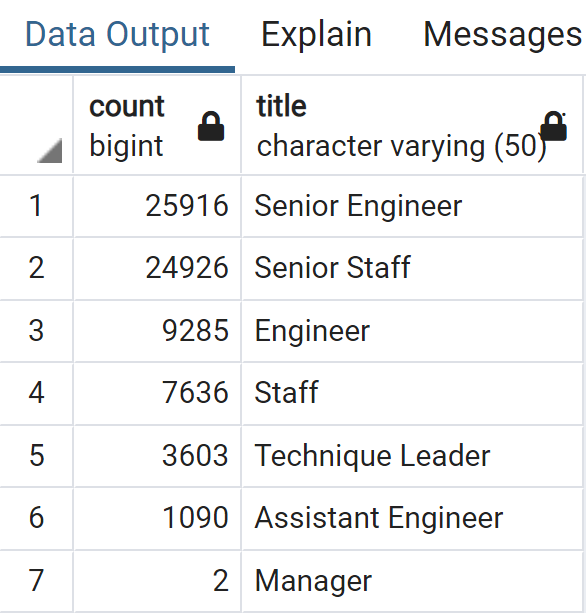 Data Output Explain Messages
count title
bigint character varying (50)
1 25916 Senior Engineer
2 24926 Senior Staff
3 9285 Engineer
4 7636 Staff
5 3603 Technique Leader
6 1090 Assistant Engineer
7 2 Manager